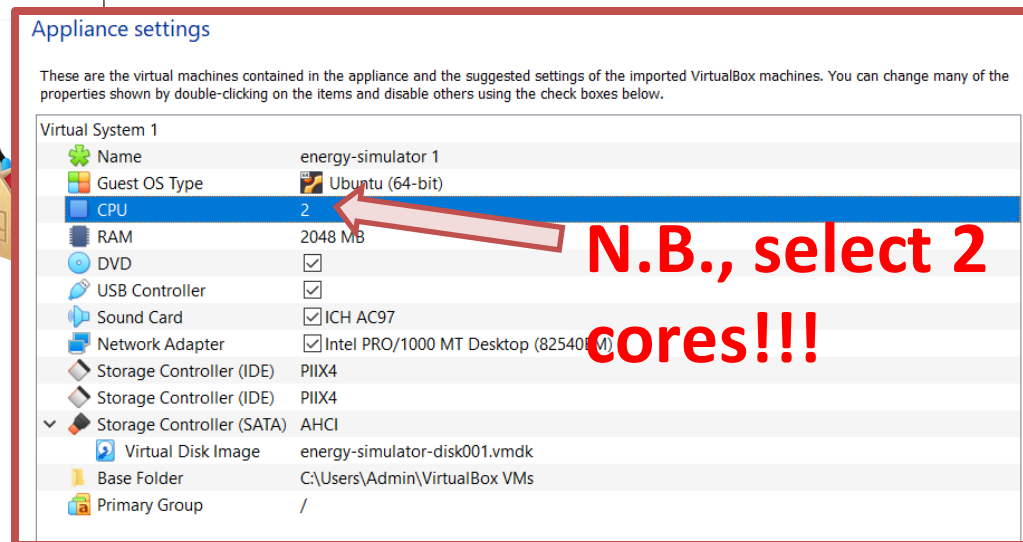 Appliance settings
These are the virtual machines contained in the appliance and the suggested settings of the imported VirtualBox machines. You can change many of the
properties shown by double-clicking on the items and disable others using the check boxes below.
Virtual System 1
Name energy-simulator 1
Guest OS Type Ubuntu (64-bit)
CPU 2
RAM 2048 MB
DVD
USB Controller
Sound Card ICH AC97
Network Adapter Intel PRO/1000 MT Desktop (82540EM)
Storage Controller (IDE) PIIX4
Storage Controller (IDE) PIIX4
Storage Controller (SATA) AHCI
Virtual Disk Image energy-simulator-disk001.vmdk
Base Folder C:\Users\Admin\VirtualBox VMs
Primary Group /
N.B., select 2
cores!!!